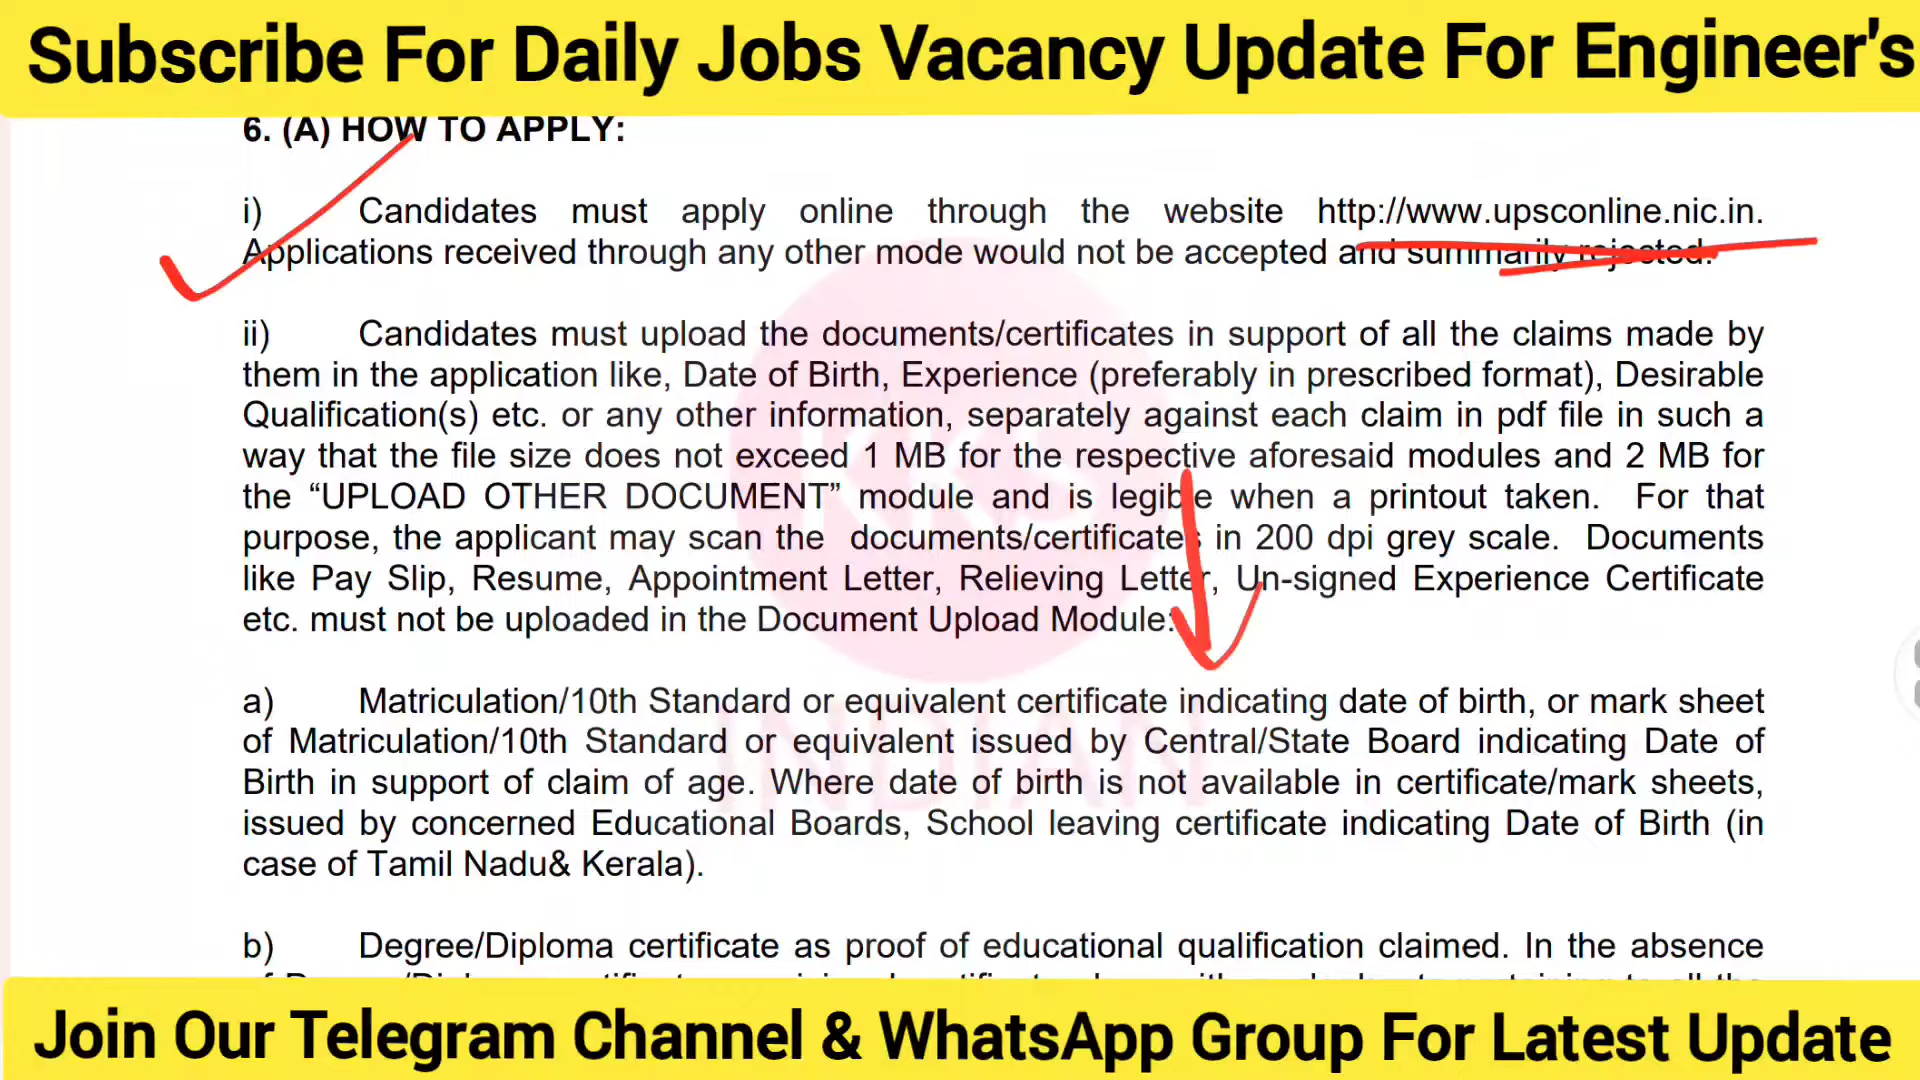 Subscribe For Daily Jobs Vacancy Update For Engineer's
6. (A) HOW TO APPLY:
i) Candidates must apply online through the website http://www.upsconline.nic.in.
Applications received through any other mode would not be accepted and summarily rejected.
ii) Candidates must upload the documents/certificates in support of all the claims made by
them in the application like, Date of Birth, Experience (preferably in prescribed format), Desirable
Qualification(s) etc. or any other information, separately against each claim in pdf file in such a
way that the file size does not exceed 1 MB for the respective aforesaid modules and 2 MB for
the “UPLOAD OTHER DOCUMENT” module and is legible when a printout taken. For that
purpose, the applicant may scan the documents/certificates in 200 dpi grey scale. Documents
like Pay Slip, Resume, Appointment Letter, Relieving Letter, Un-signed Experience Certificate
etc. must not be uploaded in the Document Upload Module:
a) Matriculation/10th Standard or equivalent certificate indicating date of birth, or mark sheet
of Matriculation/10th Standard or equivalent issued by Central/State Board indicating Date of
Birth in support of claim of age. Where date of birth is not available in certificate/mark sheets,
issued by concerned Educational Boards, School leaving certificate indicating Date of Birth (in
case of Tamil Nadu& Kerala).
b) Degree/Diploma certificate as proof of educational qualification claimed. In the absence
INDIAN
Join Our Telegram Channel & WhatsApp Group For Latest Update